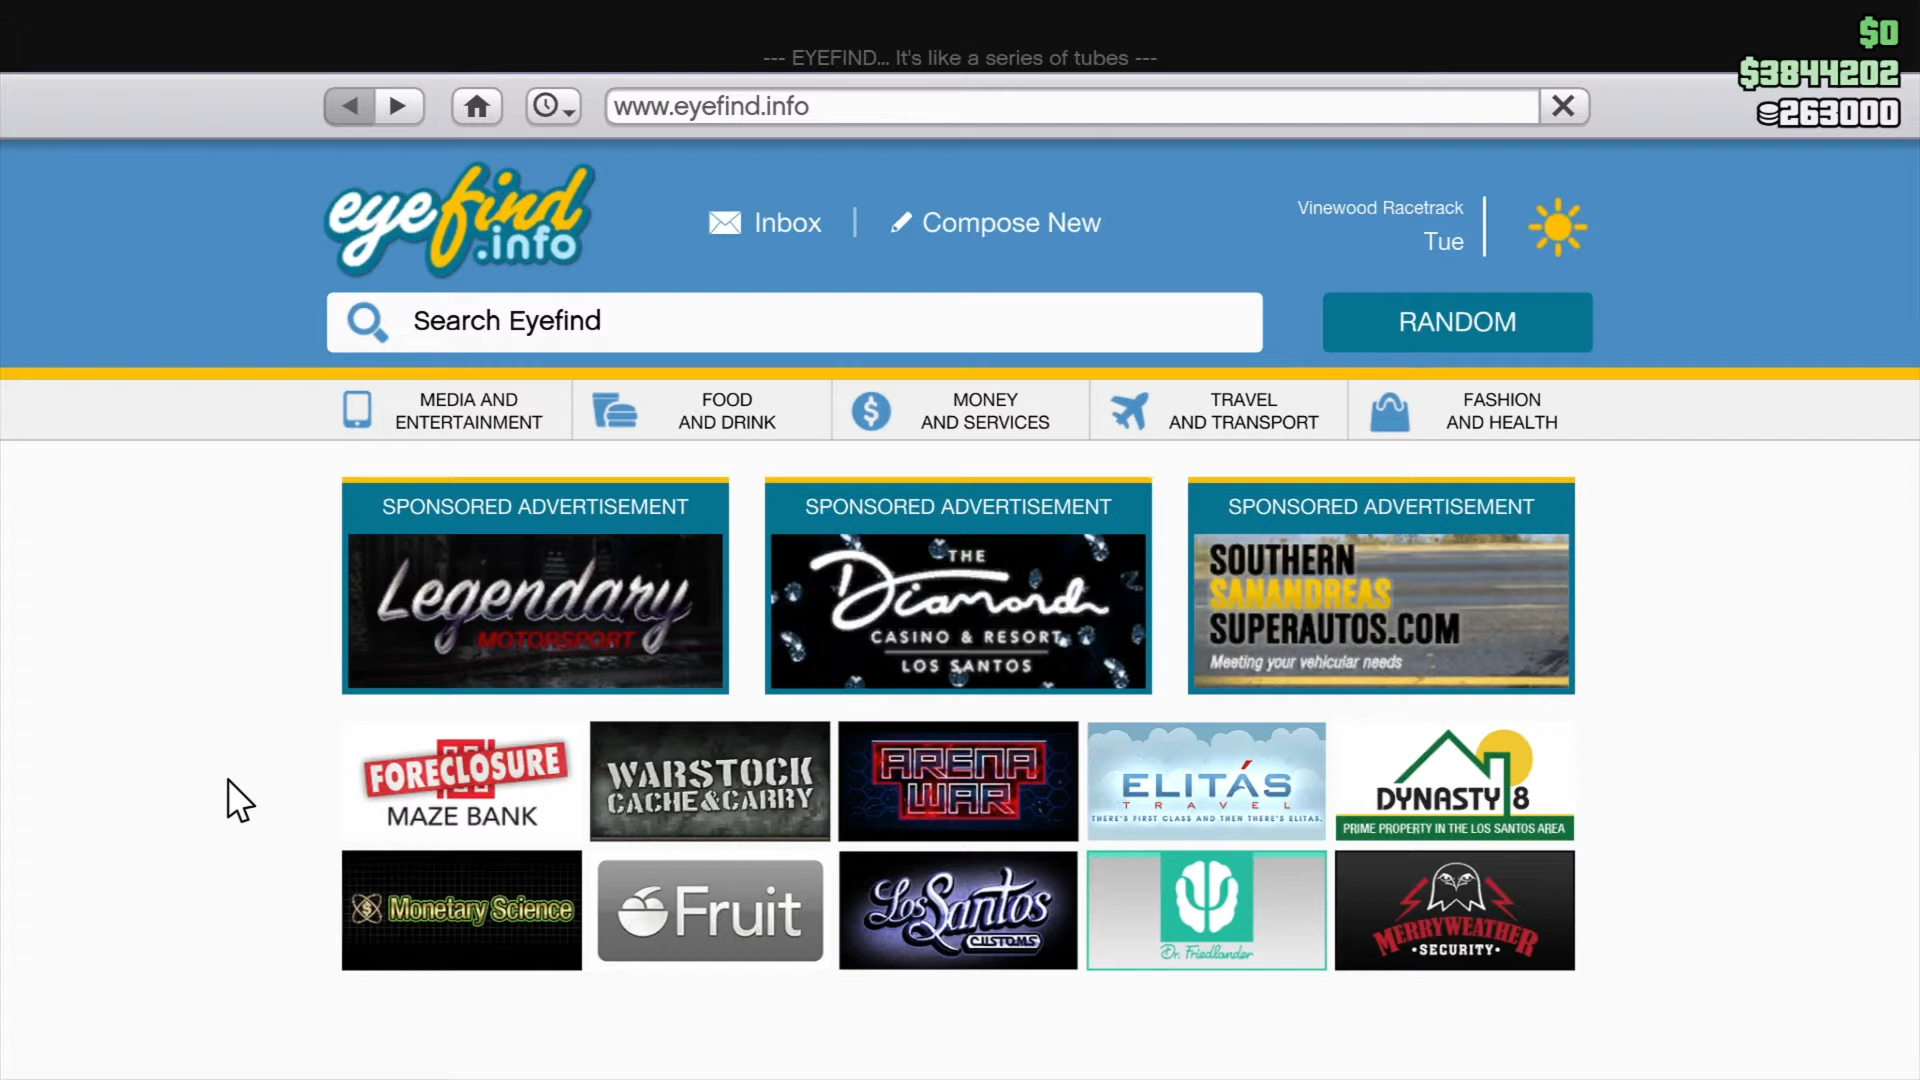 $0
--- EYEFIND... It's like a series of tubes ---
$3844202
www.eyefind.info
263000
eyefind
.info
Inbox
Compose New
Vinewood Racetrack
Tue
Search Eyefind
RANDOM
MEDIA AND
ENTERTAINMENT
FOOD
AND DRINK
MONEY
AND SERVICES
TRAVEL
AND TRANSPORT
FASHION
AND HEALTH
SPONSORED ADVERTISEMENT
Legendary
MOTORSPORT
SPONSORED ADVERTISEMENT
THE
Diamond
CASINO & RESORT
LOS SANTOS
SPONSORED ADVERTISEMENT
SOUTHERN
SANANDREAS
SUPERAUTOS.COM
Meeting your vehicular needs
FORECLOSURE
MAZE BANK
WARSTOCK
CACHE&CARRY
ARENA
WAR
ELITÁS
TRAVEL
THERE'S FIRST CLASS AND THEN THERE'S ELITAS.
DYNASTY 8
PRIME PROPERTY IN THE LOS SANTOS AREA
Monetary Science
Fruit
Los Santos
CUSTOMS
Dr. Friedlander
MERRYWEATHER
·SECURITY·